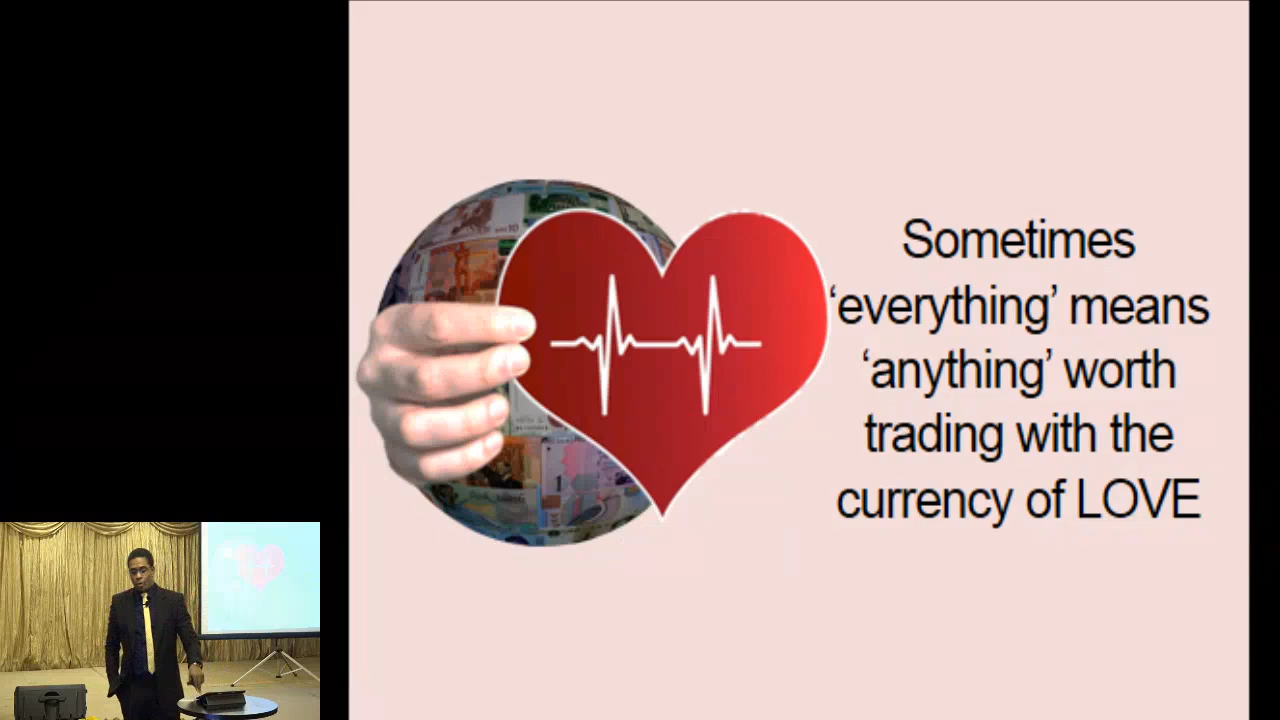 Sometimes
‘everything’ means
‘anything’ worth
trading with the
currency of LOVE